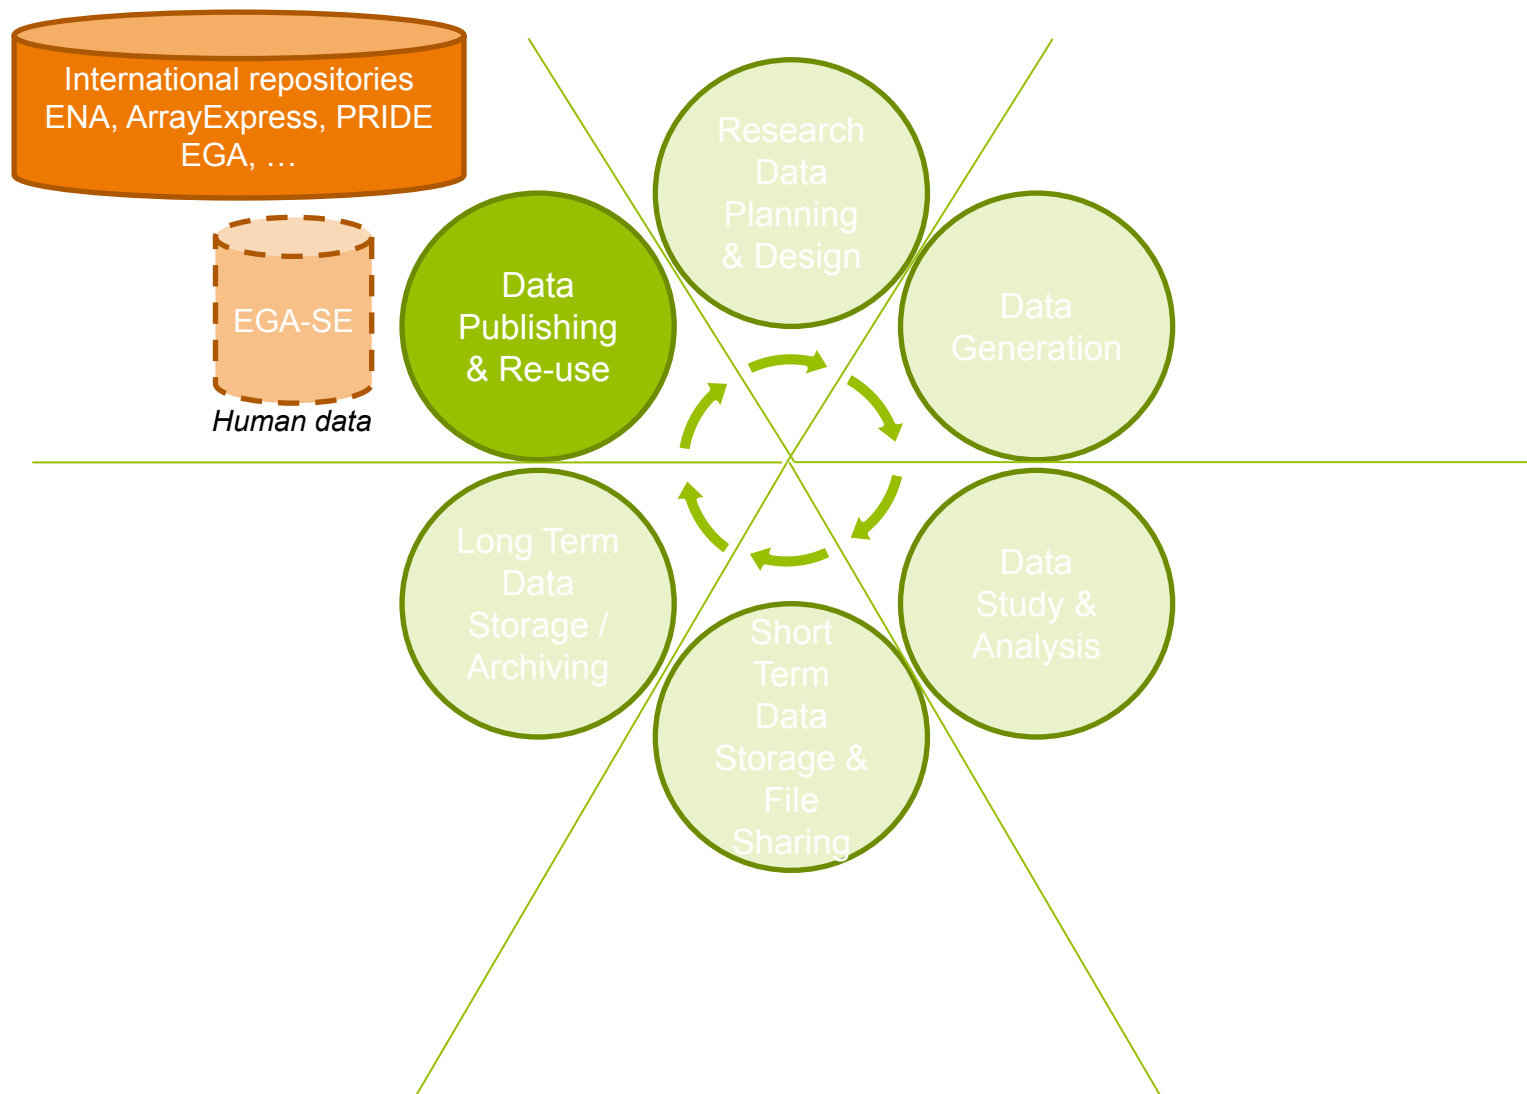 International repositories
ENA, ArrayExpress, PRIDE
EGA, …
EGA-SE
Human data
Data
Publishing
& Re-use
Research
Data
Planning
& Design
Data
Generation
Data
Study &
Analysis
Short
Term
Data
Storage &
File
Sharing
Long Term
Data
Storage /
Archiving